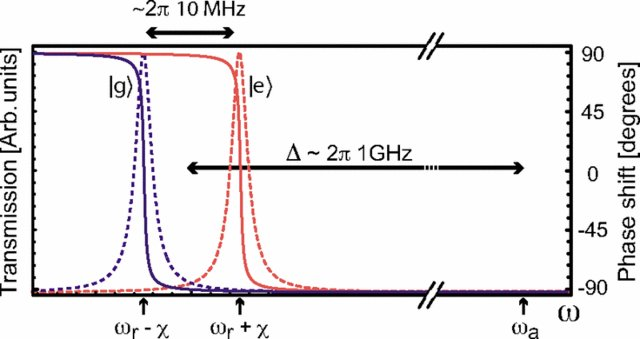 ~2π 10 MHz
Transmission [Arb.units]
|g⟩
|e⟩
Δ ~ 2π 1GHz
90
45
0
-45
-90
Phase shift [degrees]
ω
ωr - χ
ωr + χ
ωa